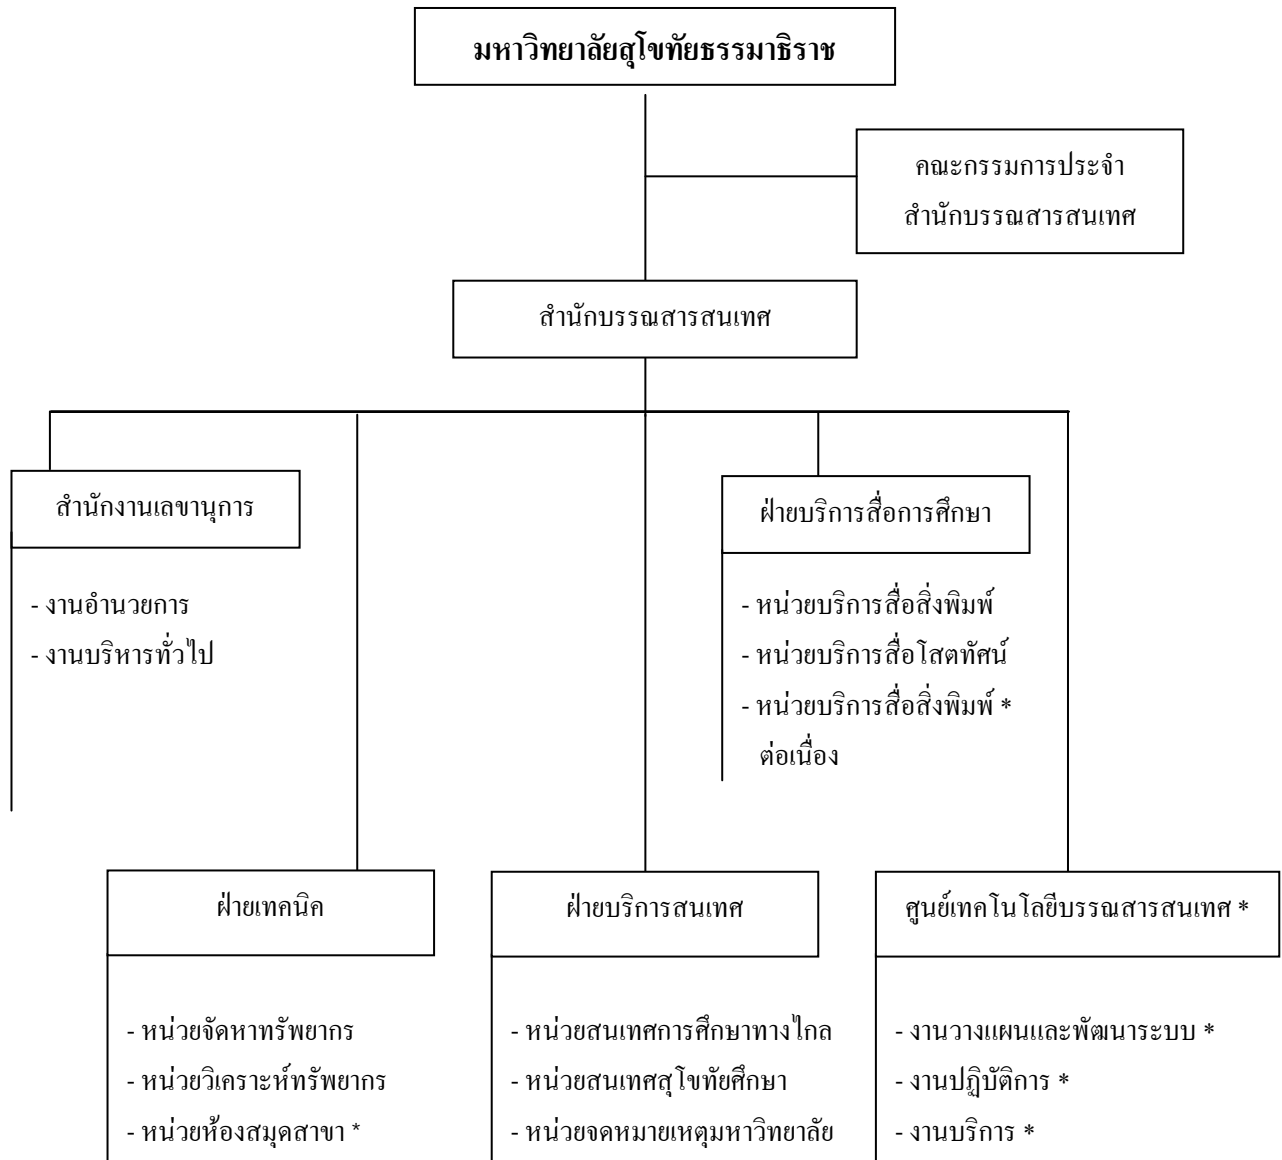 มหาวิทยาลัยสุโขทัยธรรมาธิราช
คณะกรรมการประจำ
สำนักบรรณสารสนเทศ
สำนักบรรณสารสนเทศ
สำนักงานเลขานุการ
- งานอำนวยการ
- งานบริหารทั่วไป
ฝ่ายบริการสื่อการศึกษา
- หน่วยบริการสื่อสิ่งพิมพ์
- หน่วยบริการสื่อโสตทัศน์
- หน่วยบริการสื่อสิ่งพิมพ์ *
ต่อเนื่อง
ฝ่ายเทคนิค
- หน่วยจัดหาทรัพยากร
- หน่วยวิเคราะห์ทรัพยากร
- หน่วยห้องสมุดสาขา *
ฝ่ายบริการสนเทศ
- หน่วยสนเทศการศึกษาทางไกล
- หน่วยสนเทศสุโขทัยศึกษา
- หน่วยจดหมายเหตุมหาวิทยาลัย
ศูนย์เทคโนโลยีบรรณสารสนเทศ *
- งานวางแผนและพัฒนาระบบ *
- งานปฏิบัติการ *
- งานบริการ *